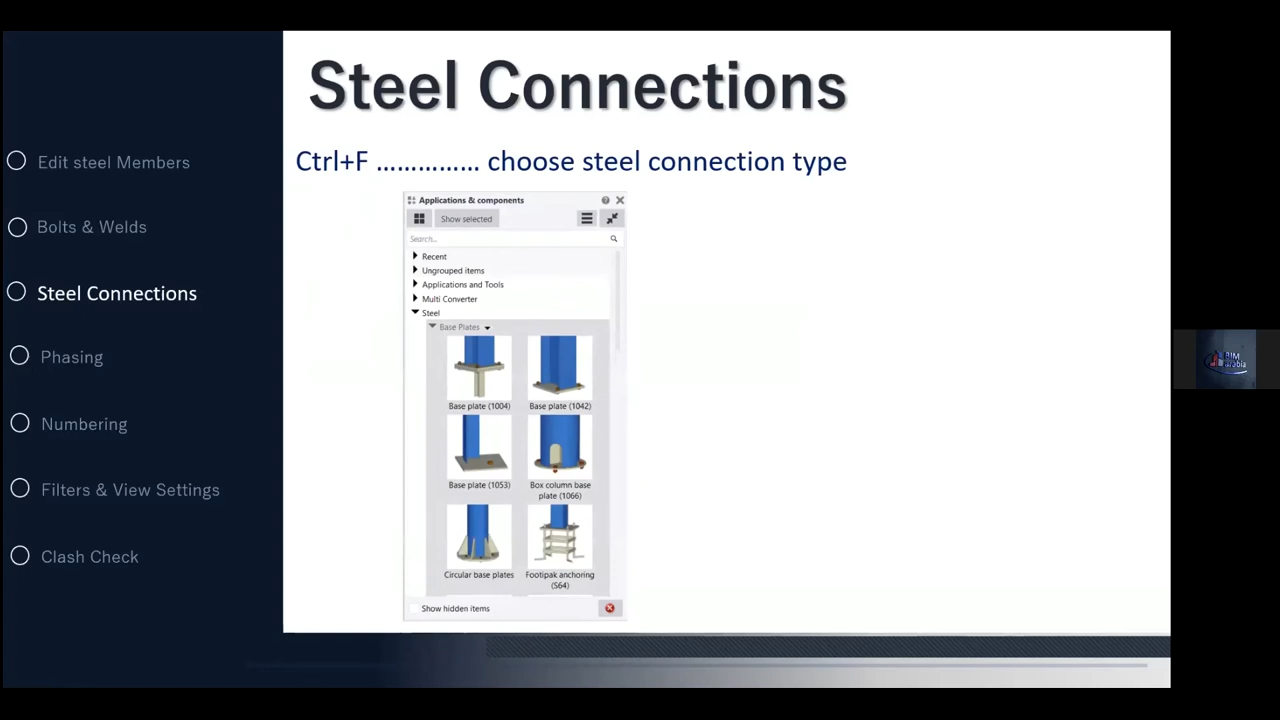 Steel Connections
Ctrl+F …………… choose steel connection type
Edit steel Members
Bolts & Welds
Steel Connections
Phasing
Numbering
Filters & View Settings
Clash Check
Applications & components
Show selected
Search...
Recent
Ungrouped items
Applications and Tools
Multi Converter
Steel
Base Plates
Base plate (1004)
Base plate (1042)
Base plate (1053)
Box column base
plate (1066)
Circular base plates
Footipak anchoring
(S64)
Show hidden items
BIM
arabia